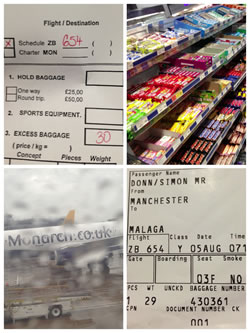 Flight / Destination
x Schedule ZB 654 ( )
Charter MON ( )
1. HOLD BAGGAGE
One way £25,00
Round trip £50,00
2. SPORTS EQUIPMENT.
3. EXCESS BAGGAGE 30
( price / kg = )
Concept Pieces Weight
Monarch.co.uk
Passenger Name
DONN/SIMON MR
From
MANCHESTER
To
MALAGA
Flight Class Date Time
ZB 654 Y 05AUG 071
Gate Boarding Seat Smoke
03F NO
PCS WT UNCKD BAGGAGE NUMBER
1 29 430361
DOCUMENT NUMBER CK